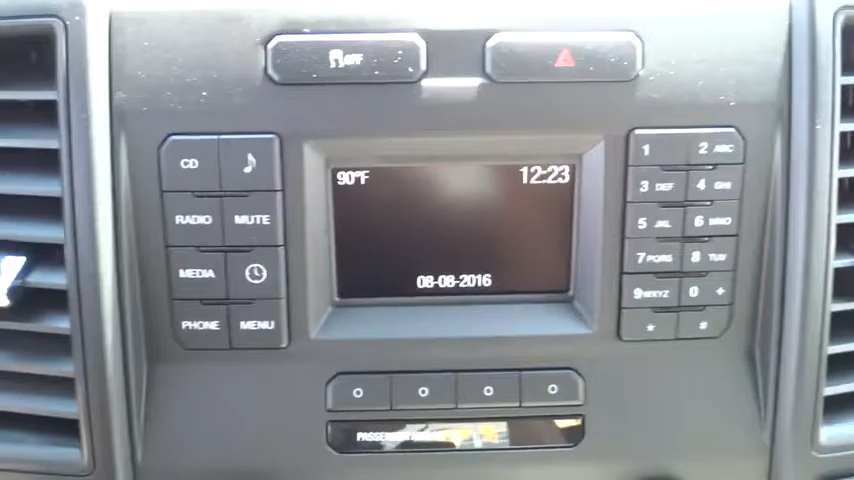 OFF
90°F 12:23
08-08-2016
CD
RADIO MUTE
MEDIA
PHONE MENU
1 2 ABC
3 DEF 4 GHI
5 JKL 6 MNO
7 PQRS 8 TUV
9 WXYZ 0 +
* #
PASSENGER